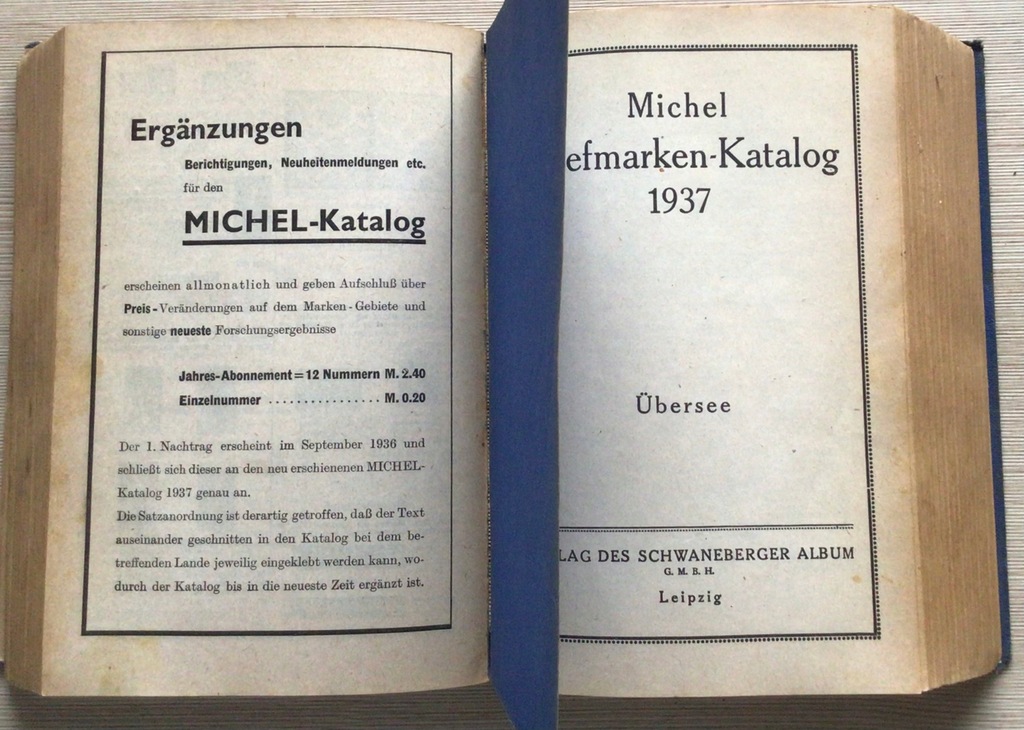 Ergänzungen
Berichtigungen, Neuheitenmeldungen etc.
für den
MICHEL-Katalog
erscheinen allmonatlich und geben Aufschluß über
Preis-Veränderungen auf dem Marken-Gebiete und
sonstige neueste Forschungsergebnisse
Jahres-Abonnement = 12 Nummern M. 2.40
Einzelnummer ................ M. 0.20
Der 1. Nachtrag erscheint im September 1936 und
schließt sich dieser an den neu erschienenen MICHEL-
Katalog 1937 genau an.
Die Satzanordnung ist derartig getroffen, daß der Text
auseinander geschnitten in den Katalog bei dem be-
treffenden Lande jeweilig eingeklebt werden kann, wo-
durch der Katalog bis in die neueste Zeit ergänzt ist.
Michel
efmarken-Katalog
1937
Übersee
LAG DES SCHWANEBERGER ALBUM
G. M. B. H.
Leipzig